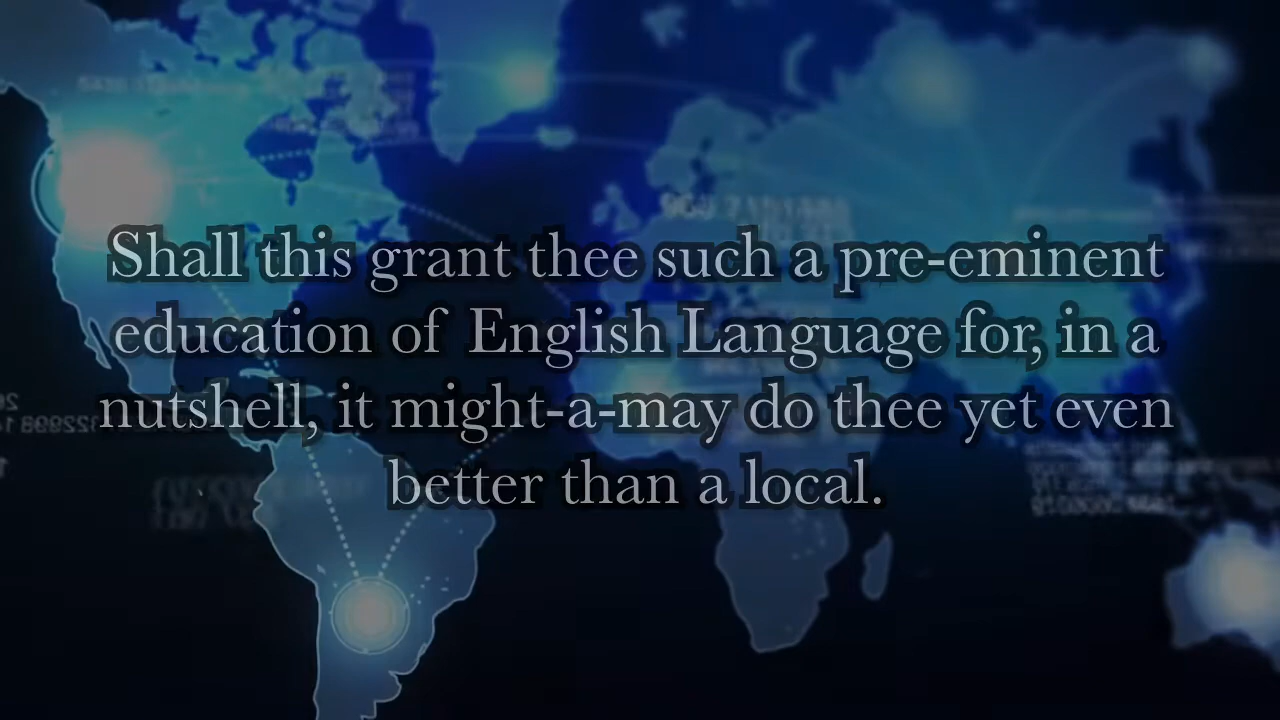 Shall this grant thee such a pre-eminent
education of English Language for, in a
nutshell, it might-a-may do thee yet even
better than a local.